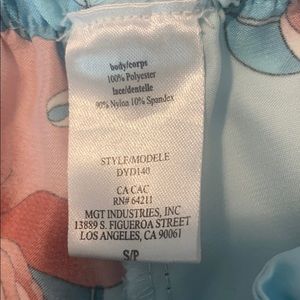 body/corps
100% Polyester
lace/dentelle
90% Nylon 10% Spandex
STYLE/MODELE
DYD140
CA CAC
RN# 64211
MGT INDUSTRIES, INC
13889 S. FIGUEROA STREET
LOS ANGELES, CA 90061
S/P